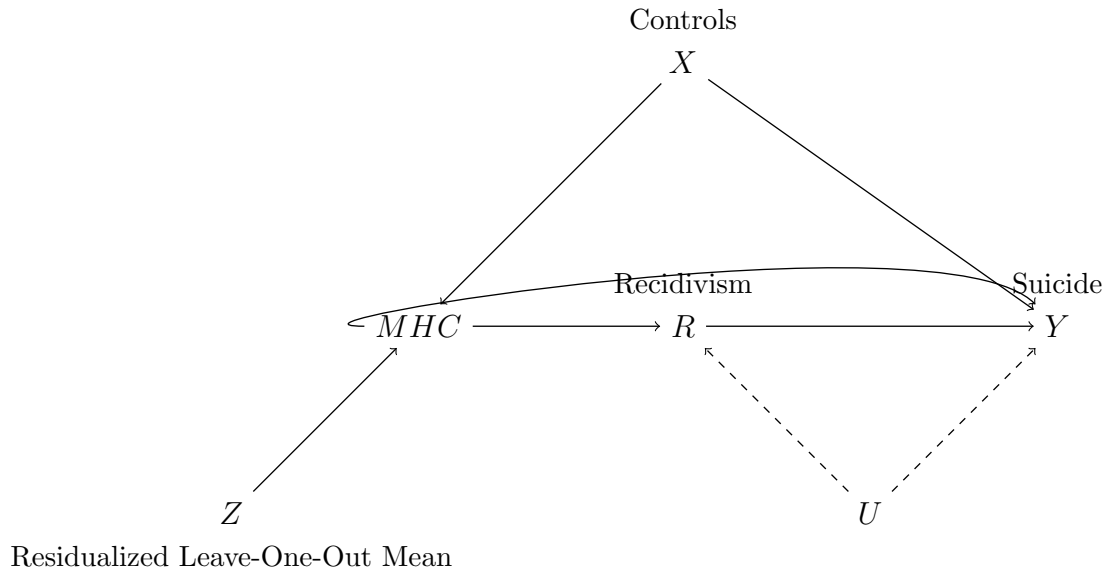 Controls
X
Recidivism
Suicide
MHC
R
Y
Z
U
Residualized Leave-One-Out Mean